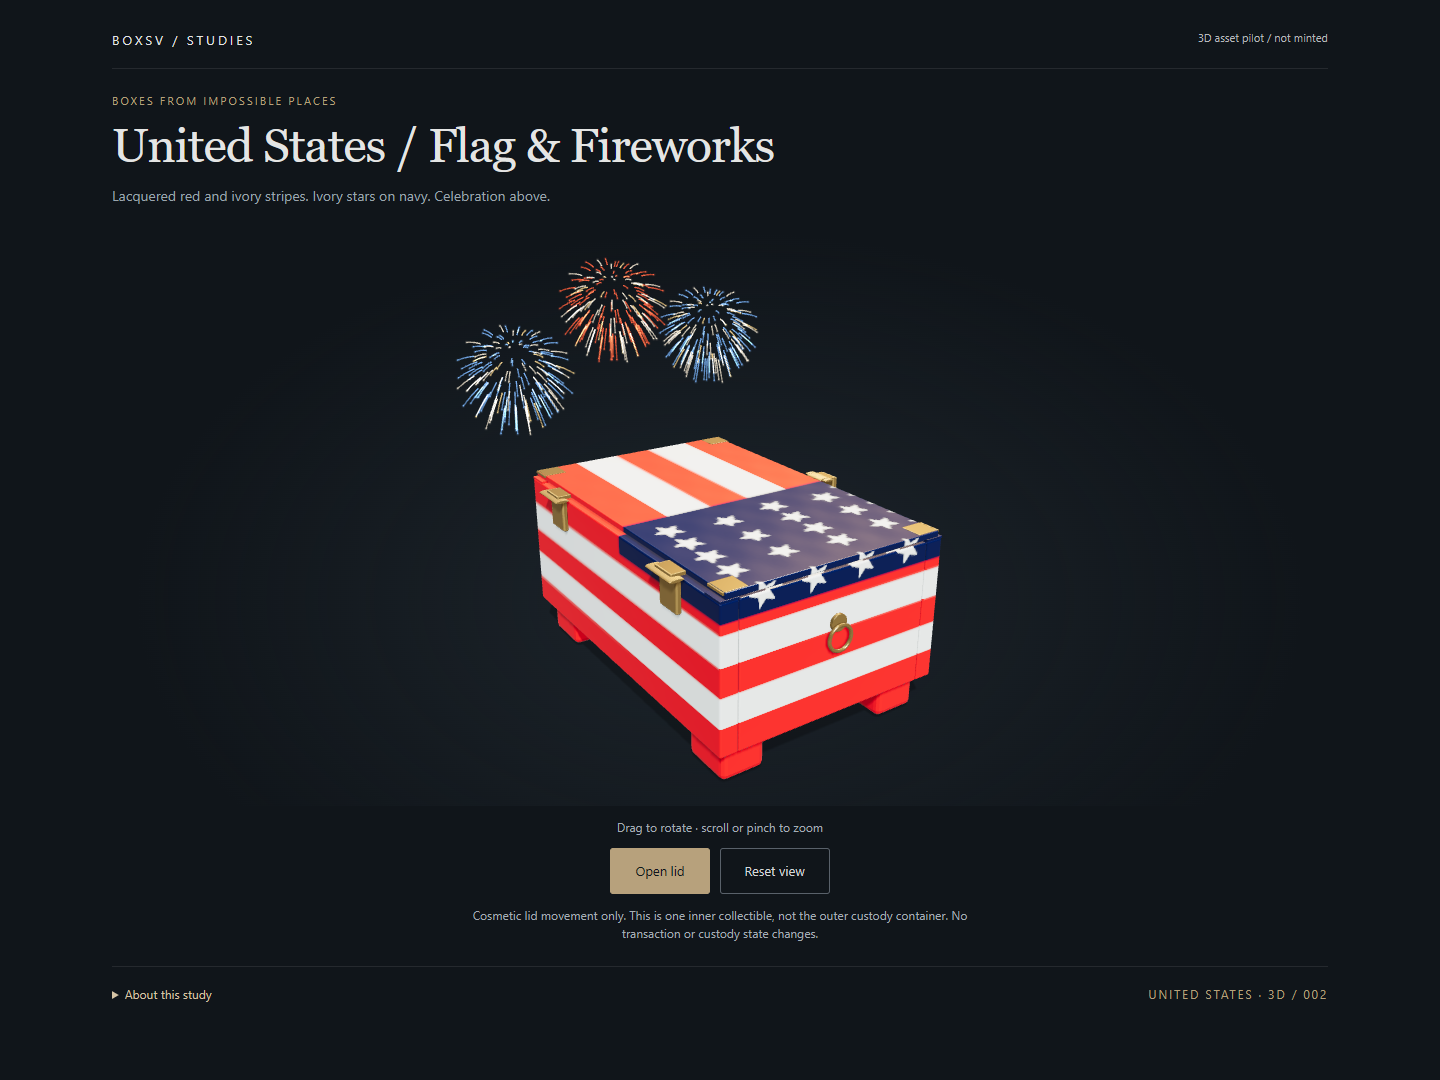 BOXSV / STUDIES
3D asset pilot / not minted
BOXES FROM IMPOSSIBLE PLACES
United States / Flag & Fireworks
Lacquered red and ivory stripes. Ivory stars on navy. Celebration above.
Drag to rotate · scroll or pinch to zoom
Open lid
Reset view
Cosmetic lid movement only. This is one inner collectible, not the outer custody container. No
transaction or custody state changes.
About this study
UNITED STATES · 3D / 002